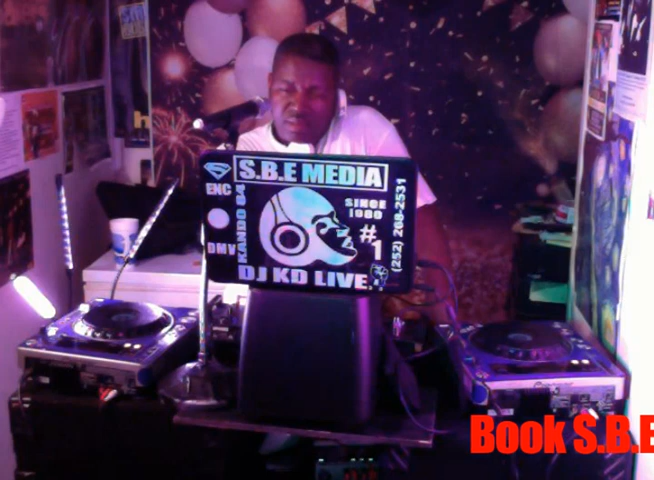 S.B.E MEDIA
ENC
KANDO 84
SINCE
1980
#1
(252) 268-2531
DMV
DJ KD LIVE
Book S.B.E